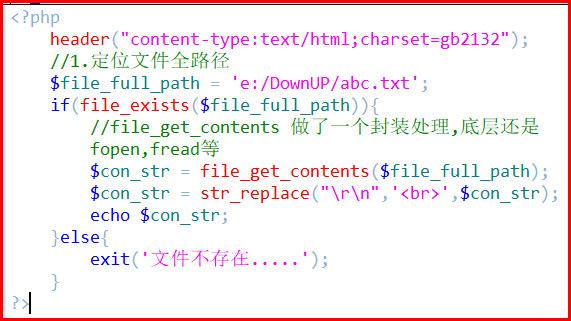 <?php
header("content-type:text/html;charset=gb2132");
//1.定位文件全路径
$file_full_path = 'e:/DownUP/abc.txt';
if(file_exists($file_full_path)){
//file_get_contents 做了一个封装处理,底层还是
fopen,fread等
$con_str = file_get_contents($file_full_path);
$con_str = str_replace("\r\n",'<br>',$con_str);
echo $con_str;
}else{
exit('文件不存在.....');
}
?>